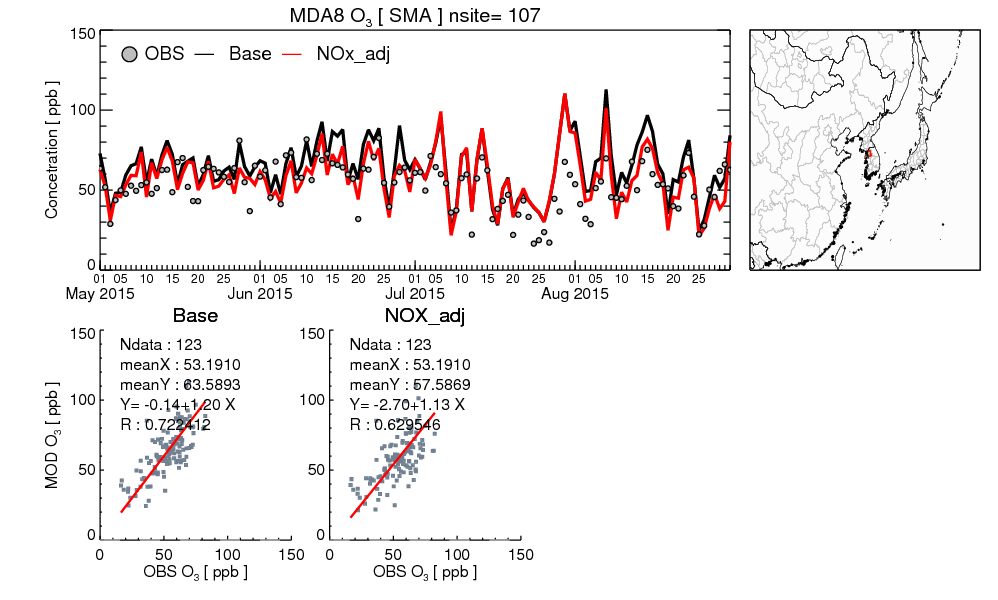 MDA8 O3 [ SMA ] nsite= 107
150
OBS Base NOx_adj
100
Concetration [ ppb ]
50
0
01 05 10 15 20 25 01 05 10 15 20 25 01 05 10 15 20 25 01 05 10 15 20 25
May 2015 Jun 2015 Jul 2015 Aug 2015
Base
150
Ndata : 123
meanX : 53.1910
meanY : 63.5893
100
Y= -0.14+1.20 X
R : 0.722412
MOD O3 [ ppb ]
50
0
0 50 100 150
OBS O3 [ ppb ]
NOX_adj
150
Ndata : 123
meanX : 53.1910
meanY : 57.5869
100
Y= -2.70+1.13 X
R : 0.629546
50
0
0 50 100 150
OBS O3 [ ppb ]